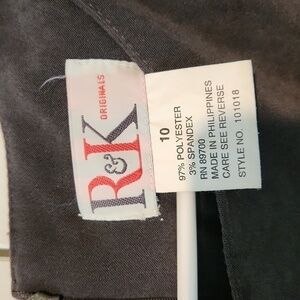 R&K
ORIGINALS
10
97% POLYESTER
3% SPANDEX
RN 89700
MADE IN PHILIPPINES
CARE SEE REVERSE
STYLE NO. 101018